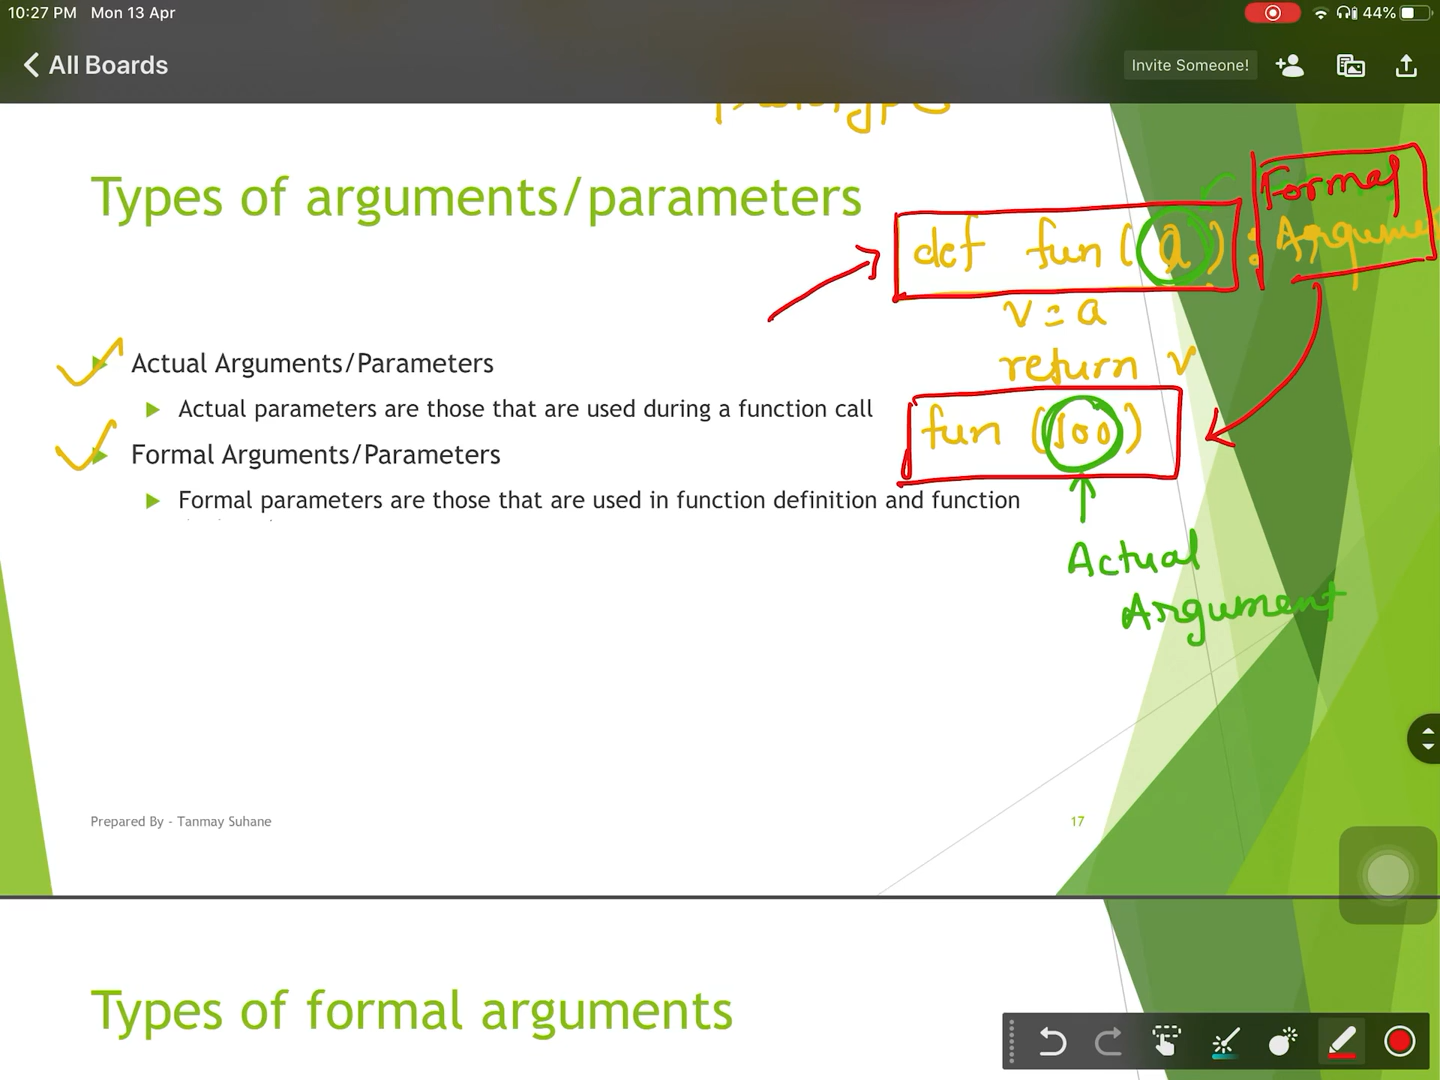 10:27 PM Mon 13 Apr
44%
All Boards
Invite Someone!
Types of arguments/parameters
Formal
def fun(a) :
v = a
return v
Actual Arguments/Parameters
Actual parameters are those that are used during a function call
fun (100)
Formal Arguments/Parameters
Formal parameters are those that are used in function definition and function
Actual
Argument
Prepared By - Tanmay Suhane
17
Types of formal arguments